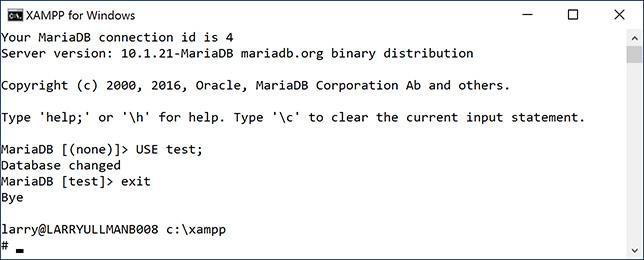 XAMPP for Windows
Your MariaDB connection id is 4
Server version: 10.1.21-MariaDB mariadb.org binary distribution
Copyright (c) 2000, 2016, Oracle, MariaDB Corporation Ab and others.
Type 'help;' or '\h' for help. Type '\c' to clear the current input statement.
MariaDB [(none)]> USE test;
Database changed
MariaDB [test]> exit
Bye
larry@LARRYULLMANB008 c:\xampp
#